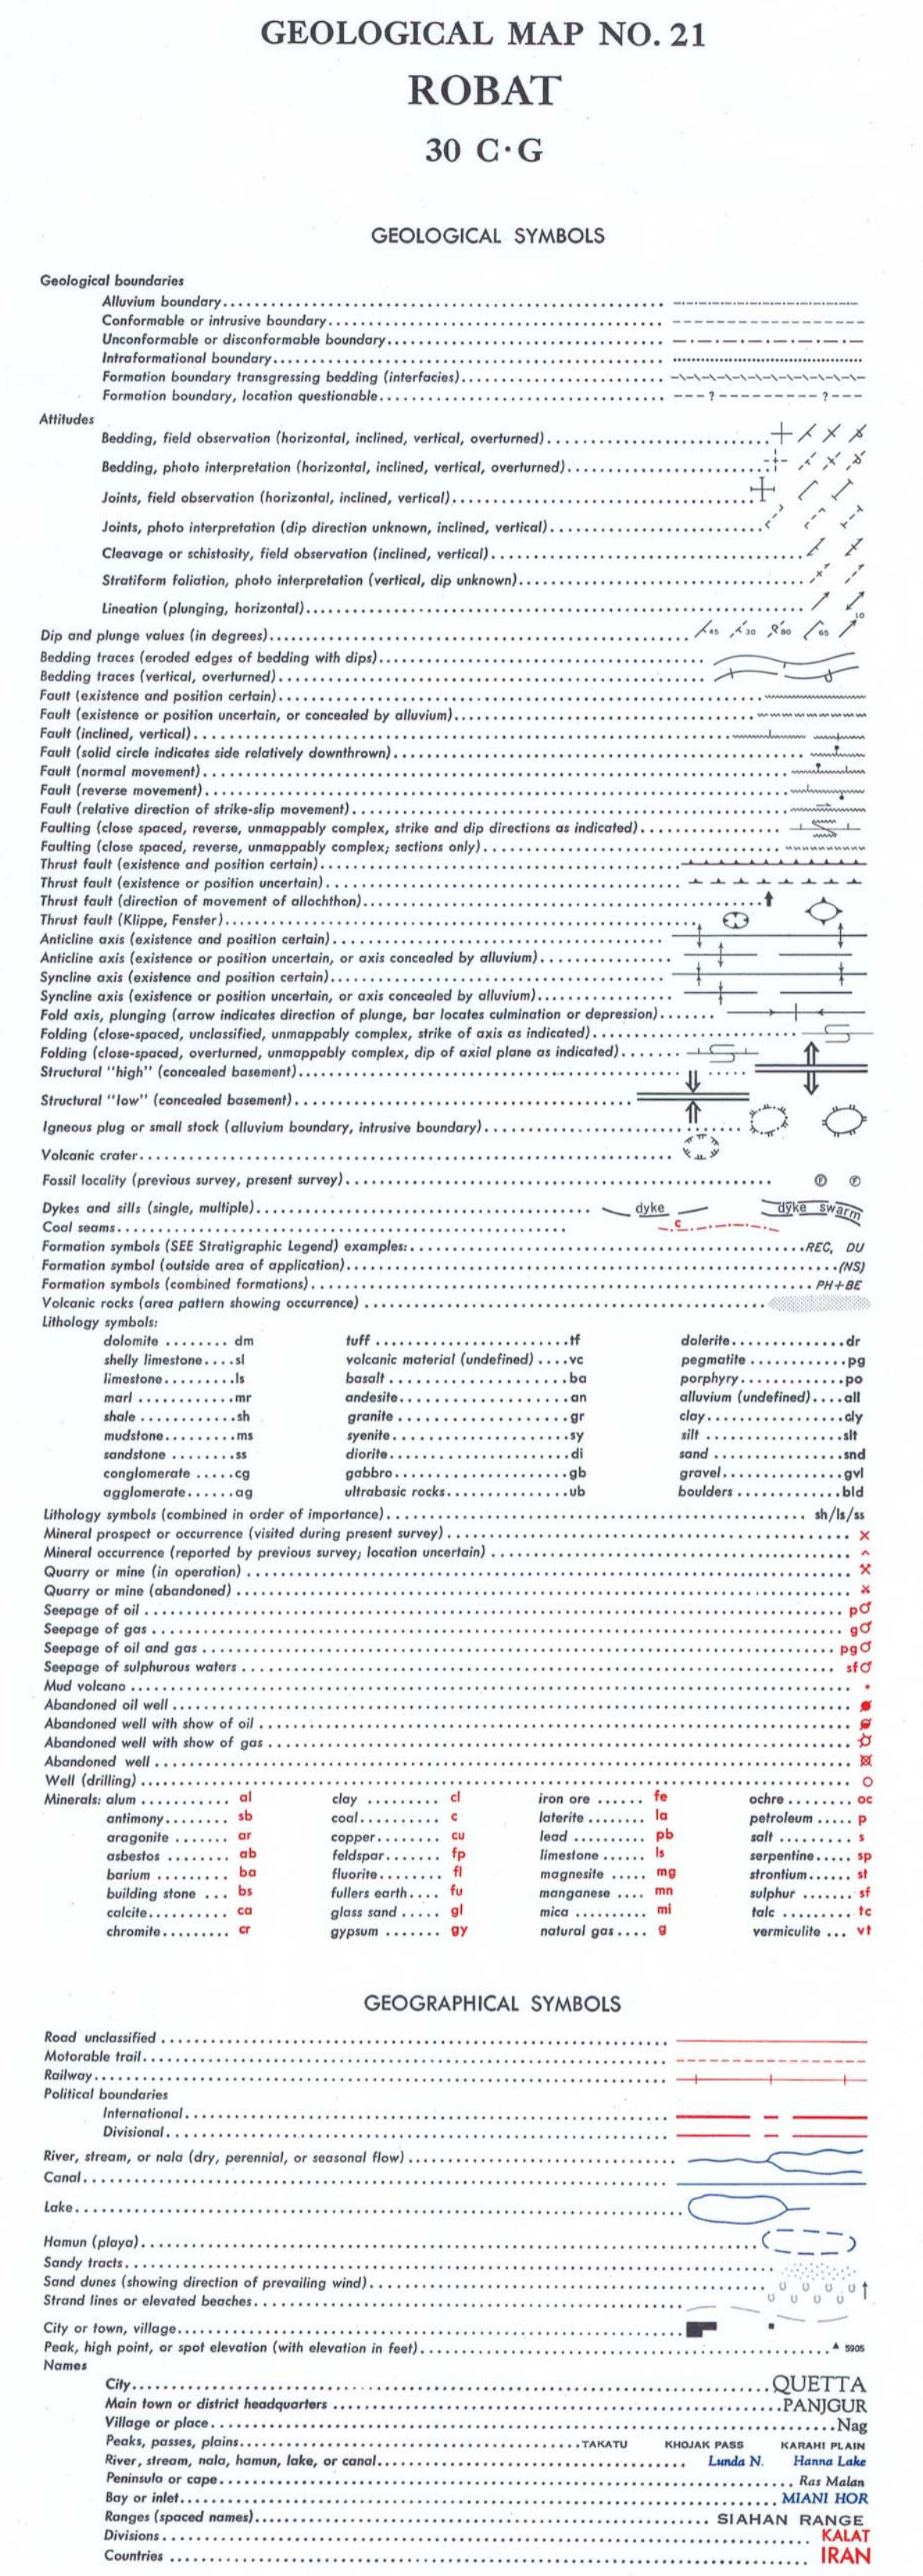 GEOLOGICAL MAP NO. 21
ROBAT
30 C·G
GEOLOGICAL SYMBOLS
Geological boundaries
Alluvium boundary
Conformable or intrusive boundary
Unconformable or disconformable boundary
Intraformational boundary
Formation boundary transgressing bedding (interfacies)
Formation boundary, location questionable ? ?
Attitudes
Bedding, field observation (horizontal, inclined, vertical, overturned)
Bedding, photo interpretation (horizontal, inclined, vertical, overturned)
Joints, field observation (horizontal, inclined, vertical)
Joints, photo interpretation (dip direction unknown, inclined, vertical)
Cleavage or schistosity, field observation (inclined, vertical)
Stratiform foliation, photo interpretation (vertical, dip unknown)
Lineation (plunging, horizontal)
Dip and plunge values (in degrees) 45 30 80 65 10
Bedding traces (eroded edges of bedding with dips)
Bedding traces (vertical, overturned)
Fault (existence and position certain)
Fault (existence or position uncertain, or concealed by alluvium)
Fault (inclined, vertical)
Fault (solid circle indicates side relatively downthrown)
Fault (normal movement)
Fault (reverse movement)
Fault (relative direction of strike-slip movement)
Faulting (close spaced, reverse, unmappably complex, strike and dip directions as indicated)
Faulting (close spaced, reverse, unmappably complex; sections only)
Thrust fault (existence and position certain)
Thrust fault (existence or position uncertain)
Thrust fault (direction of movement of allochthon)
Thrust fault (Klippe, Fenster)
Anticline axis (existence and position certain)
Anticline axis (existence or position uncertain, or axis concealed by alluvium)
Syncline axis (existence and position certain)
Syncline axis (existence or position uncertain, or axis concealed by alluvium)
Fold axis, plunging (arrow indicates direction of plunge, bar locates culmination or depression)
Folding (close-spaced, unclassified, unmappably complex, strike of axis as indicated)
Folding (close-spaced, overturned, unmappably complex, dip of axial plane as indicated)
Structural "high" (concealed basement)
Structural "low" (concealed basement)
Igneous plug or small stock (alluvium boundary, intrusive boundary)
Volcanic crater
Fossil locality (previous survey, present survey)
Dykes and sills (single, multiple) dyke dyke swarm
Coal seams c
Formation symbols (SEE Stratigraphic Legend) examples: REC, DU
Formation symbol (outside area of application) (NS)
Formation symbols (combined formations) PH+BE
Volcanic rocks (area pattern showing occurrence)
Lithology symbols:
dolomite dm tuff tf dolerite dr
shelly limestone sl volcanic material (undefined) vc pegmatite pg
limestone ls basalt ba porphyry po
marl mr andesite an alluvium (undefined) all
shale sh granite gr clay cly
mudstone ms syenite sy silt slt
sandstone ss diorite di sand snd
conglomerate cg gabbro gb gravel gvl
agglomerate ag ultrabasic rocks ub boulders bld
Lithology symbols (combined in order of importance) sh/ls/ss
Mineral prospect or occurrence (visited during present survey)
Mineral occurrence (reported by previous survey; location uncertain)
Quarry or mine (in operation)
Quarry or mine (abandoned)
Seepage of oil p
Seepage of gas g
Seepage of oil and gas pg
Seepage of sulphurous waters sf
Mud volcano
Abandoned oil well
Abandoned well with show of oil
Abandoned well with show of gas
Abandoned well
Well (drilling)
Minerals: alum al clay cl iron ore fe ochre oc
antimony sb coal c laterite la petroleum p
aragonite ar copper cu lead pb salt s
asbestos ab feldspar fp limestone ls serpentine sp
barium ba fluorite fl magnesite mg strontium st
building stone bs fullers earth fu manganese mn sulphur sf
calcite ca glass sand gl mica mi talc tc
chromite cr gypsum gy natural gas g vermiculite vt
GEOGRAPHICAL SYMBOLS
Road unclassified
Motorable trail
Railway
Political boundaries
International
Divisional
River, stream, or nala (dry, perennial, or seasonal flow)
Canal
Lake
Hamun (playa)
Sandy tracts
Sand dunes (showing direction of prevailing wind)
Strand lines or elevated beaches
City or town, village
Peak, high point, or spot elevation (with elevation in feet) 5905
Names
City QUETTA
Main town or district headquarters PANJGUR
Village or place Nag
Peaks, passes, plains TAKATU KHOJAK PASS KARAHI PLAIN
River, stream, nala, hamun, lake, or canal Lunda N. Hanna Lake
Peninsula or cape Ras Malan
Bay or inlet MIANI HOR
Ranges (spaced names) SIAHAN RANGE
Divisions KALAT
Countries IRAN